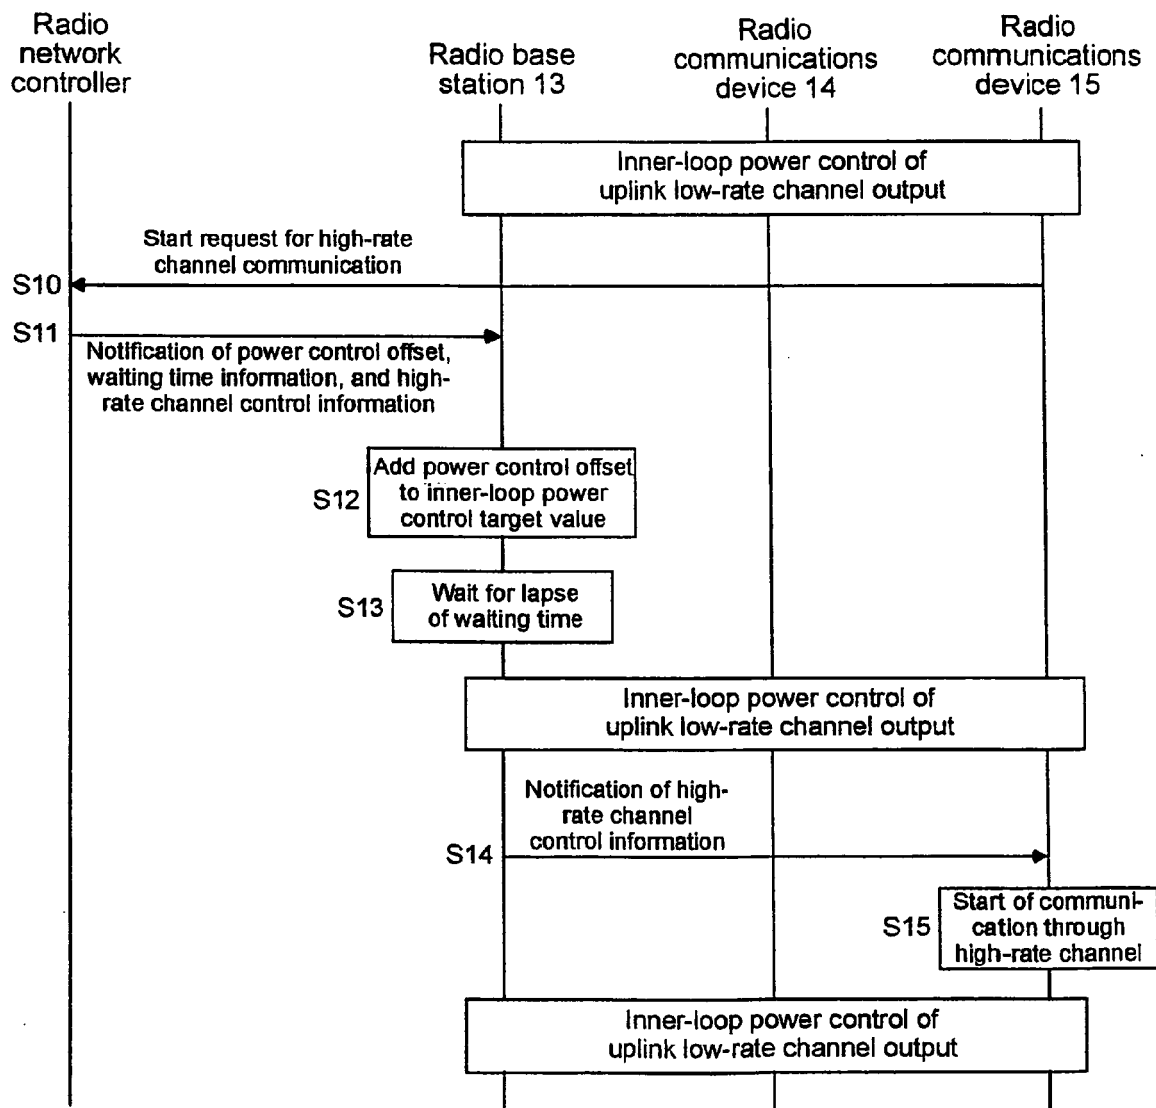 Radio
network
controller
Radio base
station 13
Radio
communications
device 14
Radio
communications
device 15
Inner-loop power control of
uplink low-rate channel output
Start request for high-rate
channel communication
S10
S11
Notification of power control offset,
waiting time information, and high-
rate channel control information
S12
Add power control offset
to inner-loop power
control target value
S13
Wait for lapse
of waiting time
Inner-loop power control of
uplink low-rate channel output
Notification of high-
rate channel
control information
S14
S15
Start of communi-
cation through
high-rate channel
Inner-loop power control of
uplink low-rate channel output